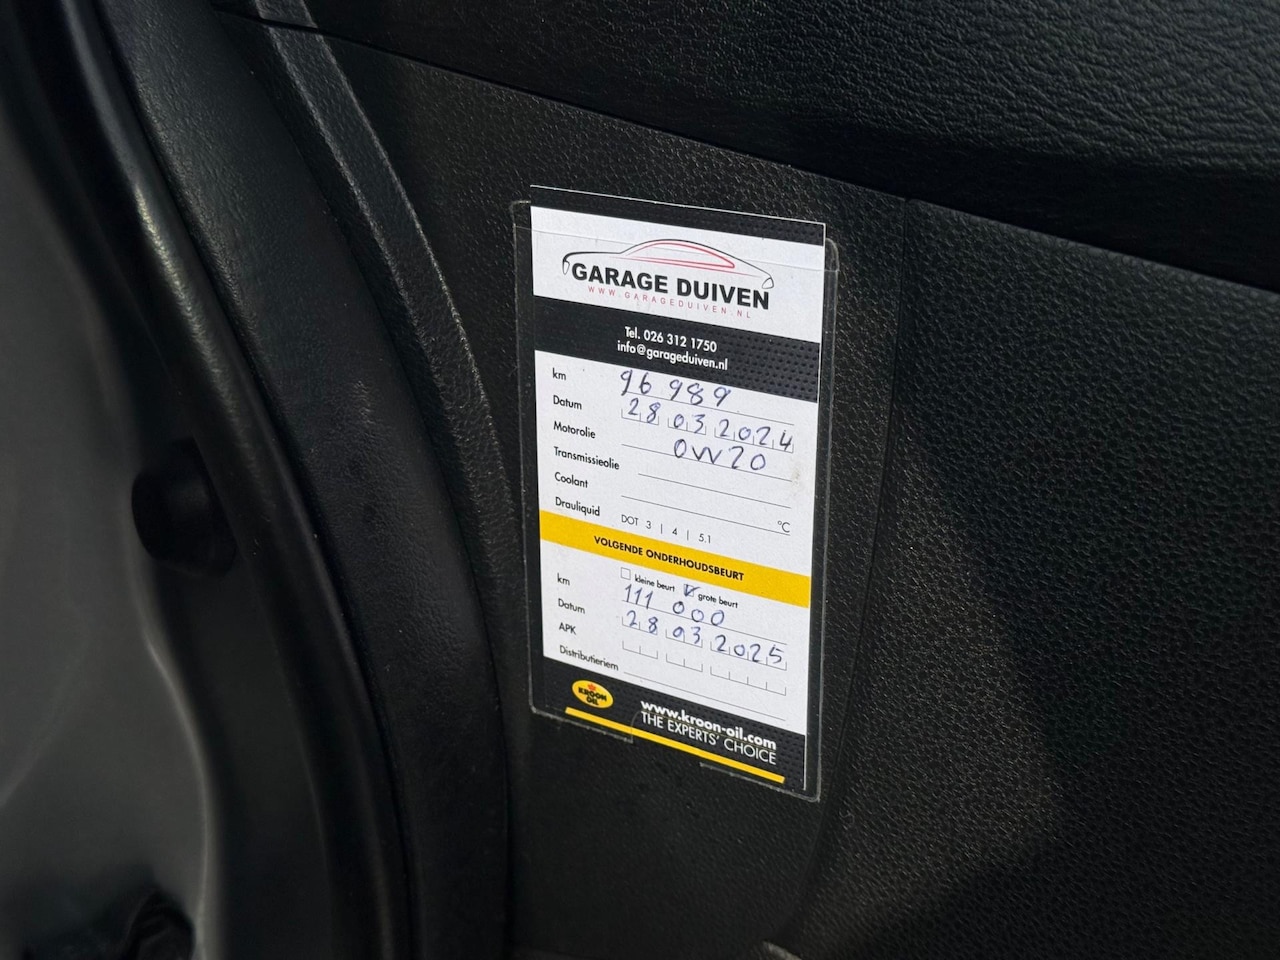 GARAGE DUIVEN
WWW.GARAGEDUIVEN.NL
Tel. 026 312 1750
info@garageduiven.nl
km 96 989
Datum 28 03 2024
Motorolie 0W20
Transmissieolie
Coolant °C
Drauliquid DOT 3 | 4 | 5.1
VOLGENDE ONDERHOUDSBEURT
kleine beurt grote beurt
km 111 000
Datum 28 03 2025
APK
Distributieriem
KROON OIL
www.kroon-oil.com
THE EXPERTS' CHOICE